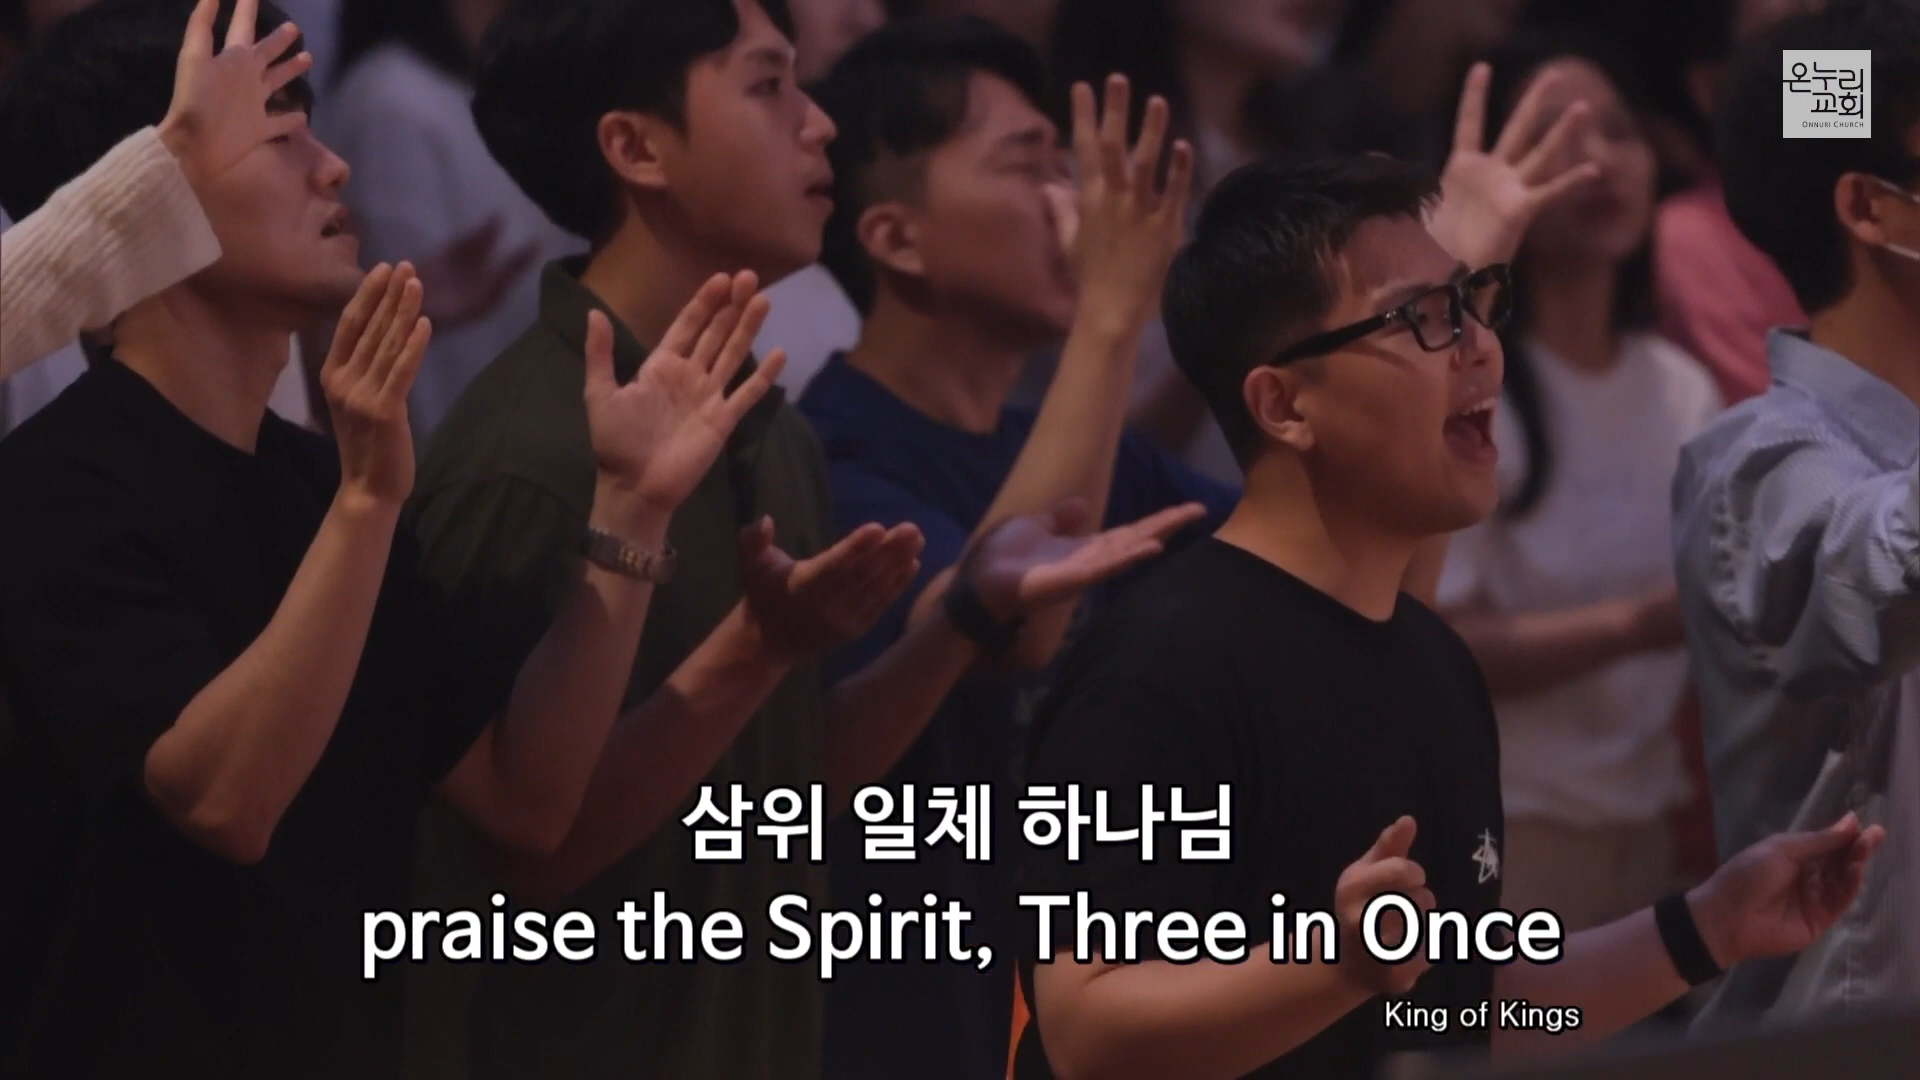 온누리
교회
ONNURI CHURCH
삼위 일체 하나님
praise the Spirit, Three in Once
King of Kings